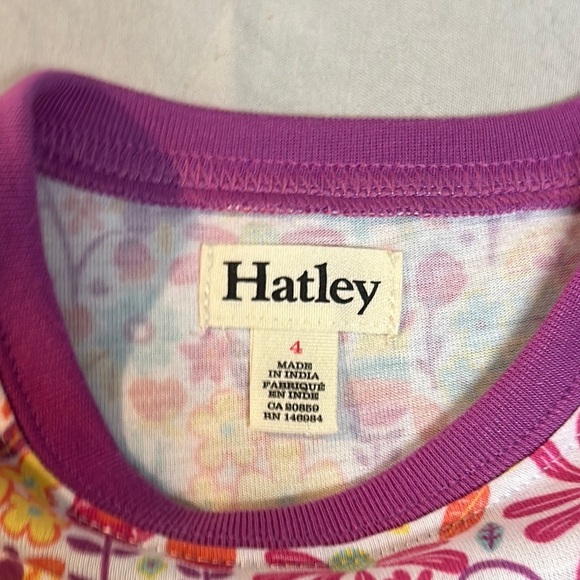 Hatley
4
MADE
IN INDIA
FABRIQUÉ
EN INDE
CA 20859
RN 146984